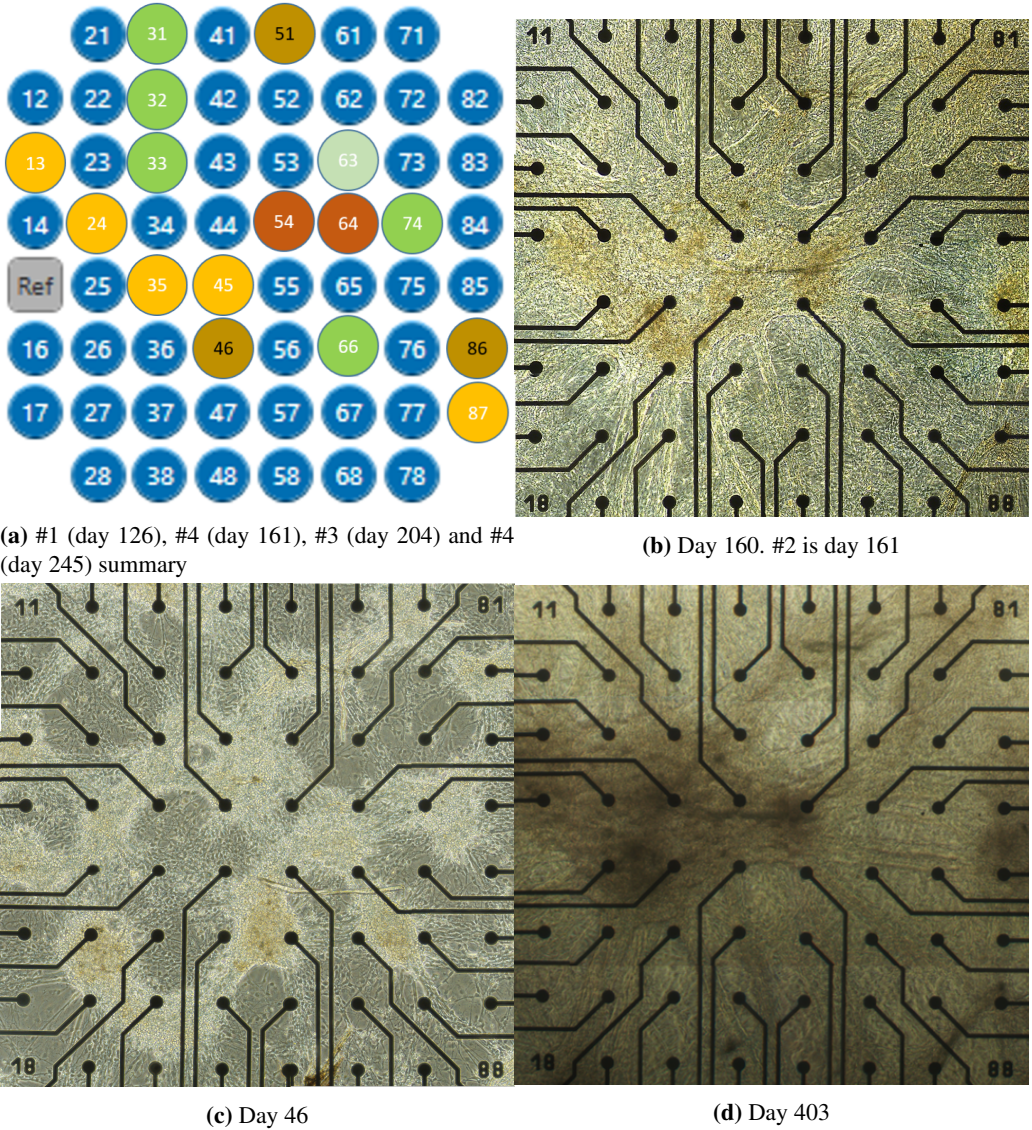 21 31 41 51 61 71
12 22 32 42 52 62 72 82
13 23 33 43 53 63 73 83
14 24 34 44 54 64 74 84
Ref 25 35 45 55 65 75 85
16 26 36 46 56 66 76 86
17 27 37 47 57 67 77 87
28 38 48 58 68 78
(a) #1 (day 126), #4 (day 161), #3 (day 204) and #4
(day 245) summary
11 81
18 88
(b) Day 160. #2 is day 161
11 81
18 88
(c) Day 46
11 81
18 88
(d) Day 403